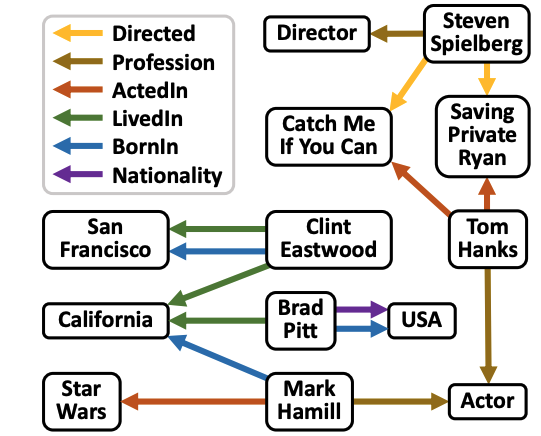 Directed
Profession
ActedIn
LivedIn
BornIn
Nationality
Director
Steven
Spielberg
Catch Me
If You Can
Saving
Private
Ryan
San
Francisco
Clint
Eastwood
Tom
Hanks
California
Brad
Pitt
USA
Star
Wars
Mark
Hamill
Actor